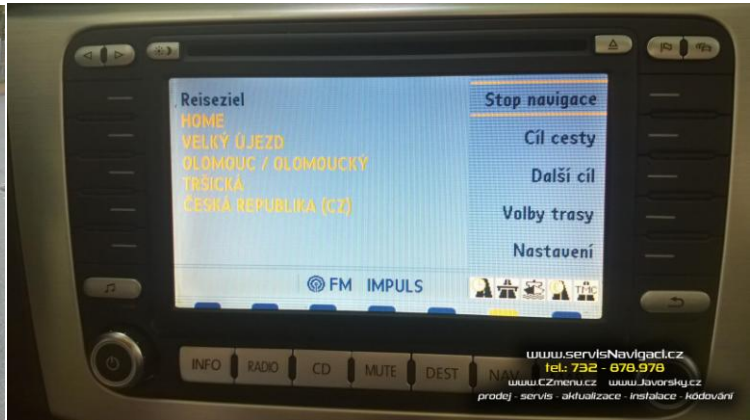 Reiseziel
HOME
VELKÝ ÚJEZD
OLOMOUC / OLOMOUCKÝ
TRŠICKÁ
ČESKÁ REPUBLIKA (CZ)
Stop navigace
Cíl cesty
Další cíl
Volby trasy
Nastavení
FM IMPULS
TMC
INFO
RADIO
CD
MUTE
DEST
NAV
www.servisNavigaci.cz
tel.: 732 - 878.978
www.CZmenu.cz www.Javorsky.cz
prodej - servis - aktualizace - instalace - kódování